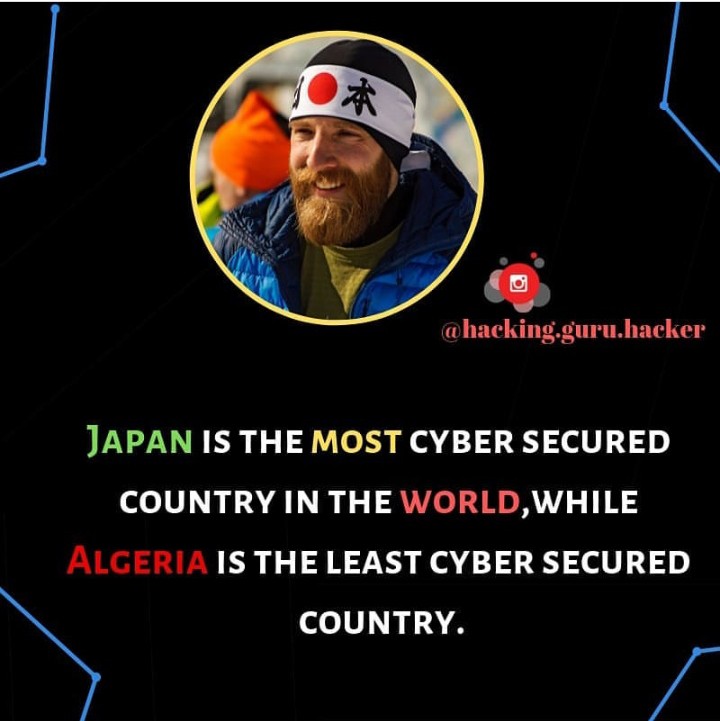 本
@hacking.guru.hacker
JAPAN IS THE MOST CYBER SECURED
COUNTRY IN THE WORLD,WHILE
ALGERIA IS THE LEAST CYBER SECURED
COUNTRY.